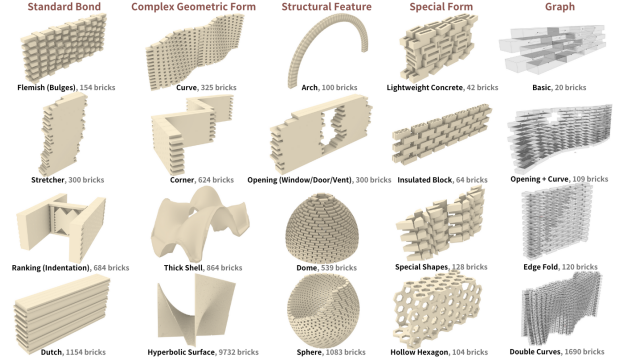 Standard Bond Complex Geometric Form Structural Feature Special Form Graph
Flemish (Bulges), 154 bricks Curve, 325 bricks Arch, 100 bricks Lightweight Concrete, 42 bricks Basic, 20 bricks
Stretcher, 300 bricks Corner, 624 bricks Opening (Window/Door/Vent), 300 bricks Insulated Block, 64 bricks Opening + Curve, 109 bricks
Ranking (Indentation), 684 bricks Thick Shell, 864 bricks Dome, 539 bricks Special Shapes, 128 bricks Edge Fold, 120 bricks
Dutch, 1154 bricks Hyperbolic Surface, 9732 bricks Sphere, 1083 bricks Hollow Hexagon, 104 bricks Double Curves, 1690 bricks